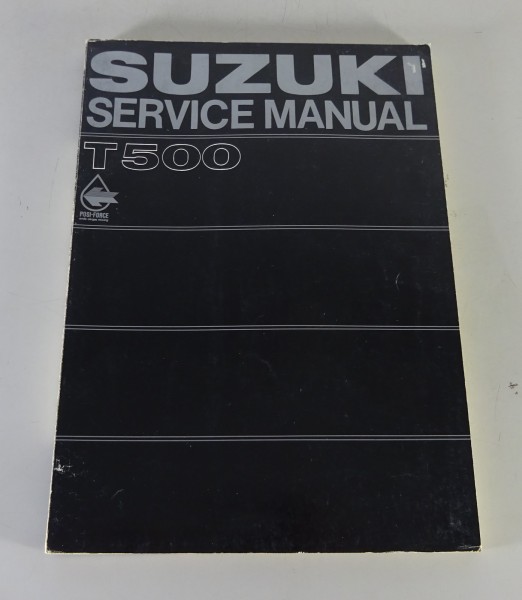 SUZUKI
SERVICE MANUAL
T500
POSI-FORCE